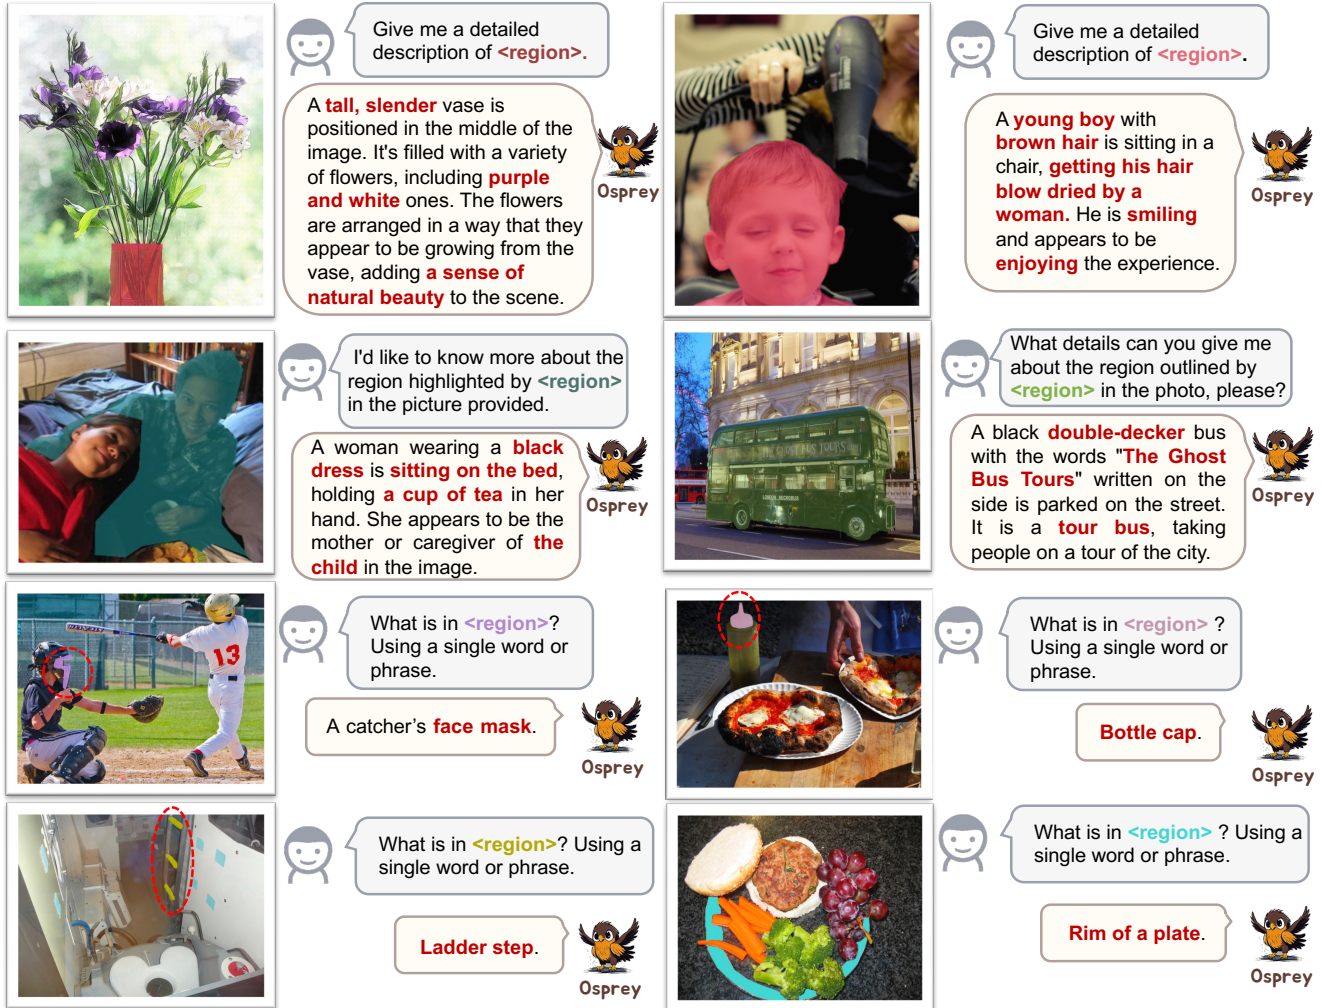 Give me a detailed
description of <region>.
A tall, slender vase is
positioned in the middle of the
image. It's filled with a variety
of flowers, including purple
and white ones. The flowers
are arranged in a way that they
appear to be growing from the
vase, adding a sense of
natural beauty to the scene.
Osprey
Give me a detailed
description of <region>.
A young boy with
brown hair is sitting in a
chair, getting his hair
blow dried by a
woman. He is smiling
and appears to be
enjoying the experience.
Osprey
I'd like to know more about the
region highlighted by <region>
in the picture provided.
A woman wearing a black
dress is sitting on the bed,
holding a cup of tea in her
hand. She appears to be the
mother or caregiver of the
child in the image.
Osprey
THE GHOST BUS TOURS
What details can you give me
about the region outlined by
<region> in the photo, please?
A black double-decker bus
with the words "The Ghost
Bus Tours" written on the
side is parked on the street.
It is a tour bus, taking
people on a tour of the city.
Osprey
13
What is in <region>?
Using a single word or
phrase.
A catcher's face mask.
Osprey
What is in <region> ?
Using a single word or
phrase.
Bottle cap.
Osprey
What is in <region>? Using a
single word or phrase.
Ladder step.
Osprey
What is in <region> ? Using a
single word or phrase.
Rim of a plate.
Osprey